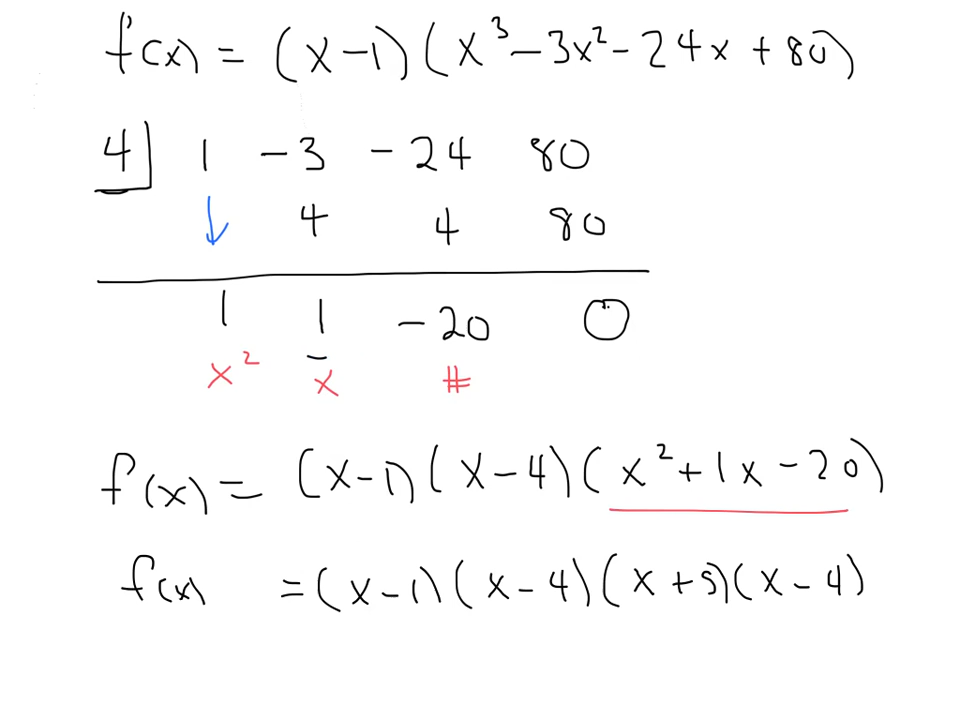 f(x) = (x-1)(x³-3x²-24x+80)
4 1 -3 -24 80
↓ 4 4 80
1 1 -20 0
x² x #
f(x) = (x-1)(x-4)(x²+1x-20)
f(x) =(x-1)(x-4)(x+5)(x-4)